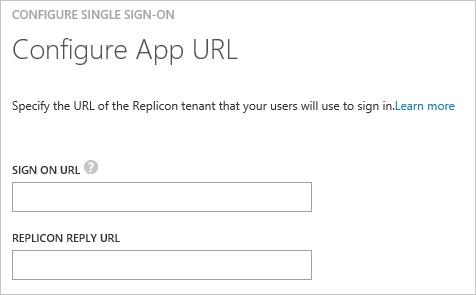 CONFIGURE SINGLE SIGN-ON
Configure App URL
Specify the URL of the Replicon tenant that your users will use to sign in.Learn more
SIGN ON URL ?
REPLICON REPLY URL